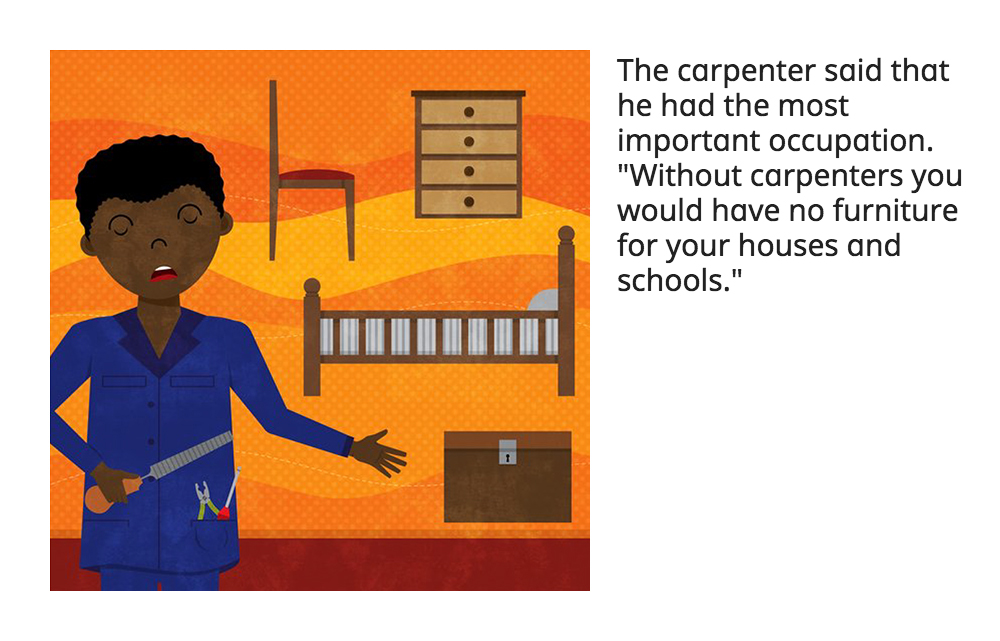 The carpenter said that
he had the most
important occupation.
"Without carpenters you
would have no furniture
for your houses and
schools."